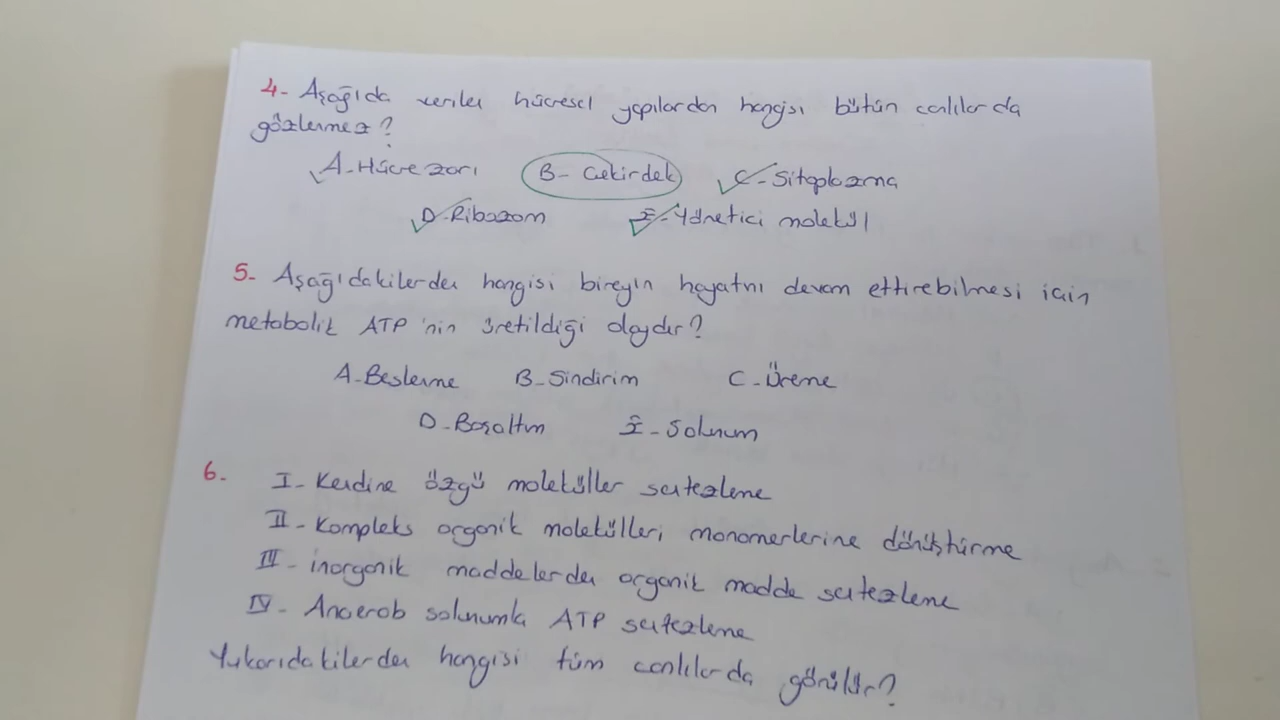 4- Aşağıda verilen hücresel yapılardan hangisi bütün canlılarda
gözlenmez?
A-Hücre zarı B- Çekirdek C-Sitoplazma
D-Ribozom E-Yönetici molekül
5- Aşağıdakilerden hangisi bireyin hayatını devam ettirebilmesi için
metabolik ATP'nin üretildiği olaydır?
A-Beslenme B-Sindirim C-Üreme
D-Boşaltım E-Solunum
6. I- Kendine özgü moleküller sentezleme
II- Kompleks organik molekülleri monomerlerine dönüştürme
III- inorganik maddelerden organik madde sentezleme
IV- Anaerob solunumla ATP sentezleme
Yukarıdakilerden hangisi tüm canlılarda görülür?